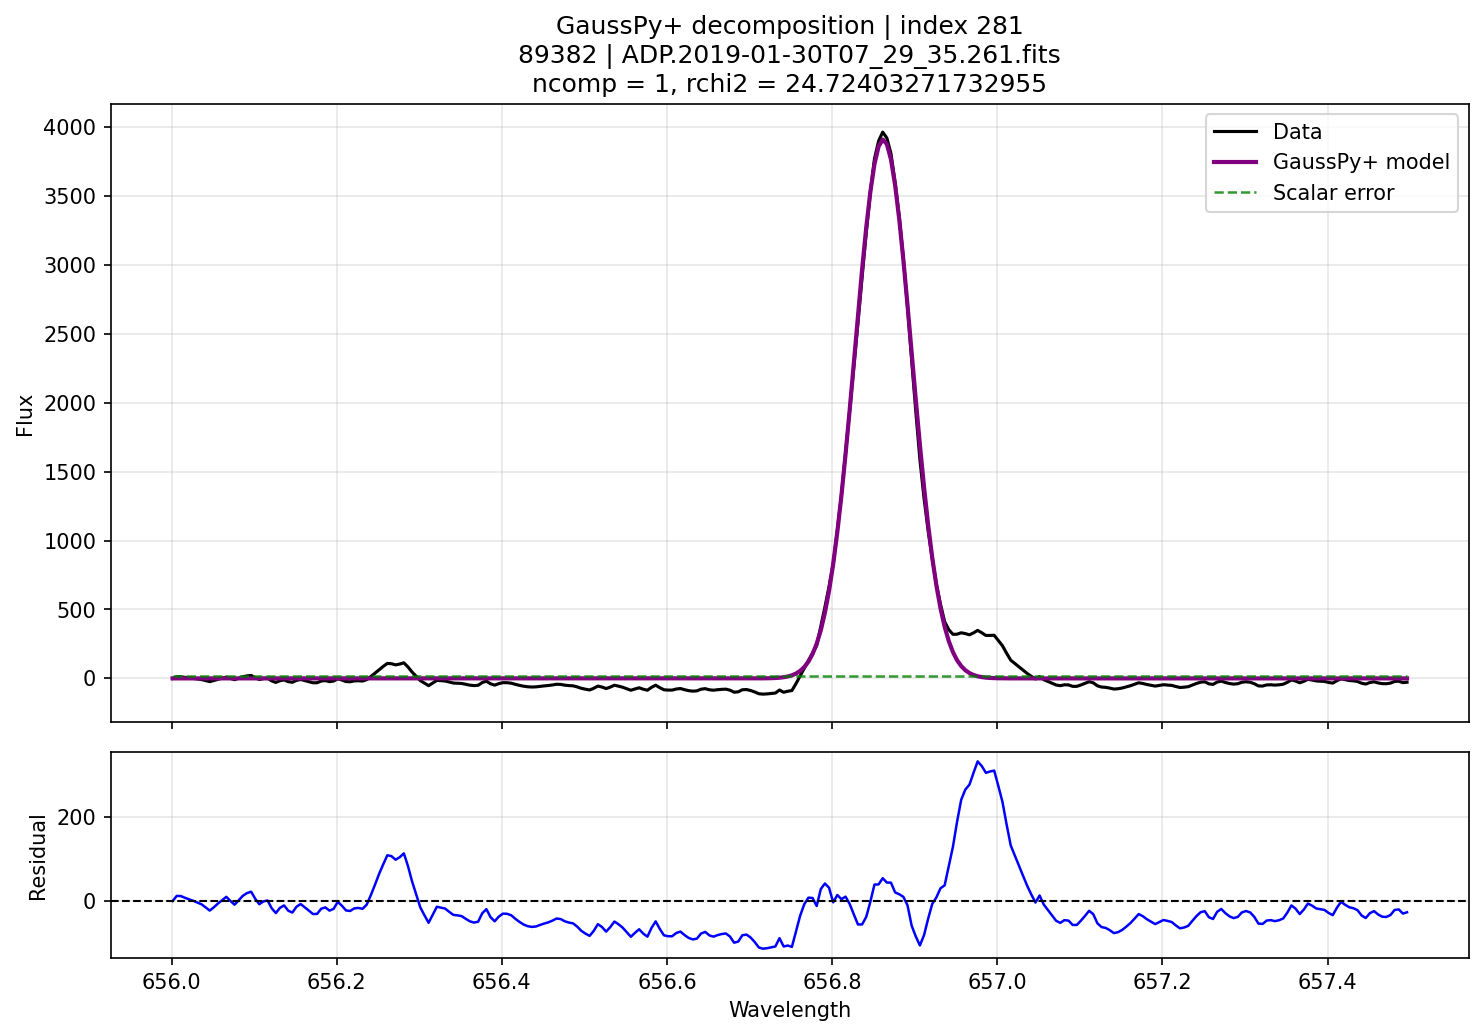 GaussPy+ decomposition | index 281
89382 | ADP.2019-01-30T07_29_35.261.fits
ncomp = 1, rchi2 = 24.72403271732955
Data
GaussPy+ model
Scalar error
4000
3500
3000
2500
2000
1500
1000
500
0
Flux
200
0
Residual
656.0
656.2
656.4
656.6
656.8
657.0
657.2
657.4
Wavelength